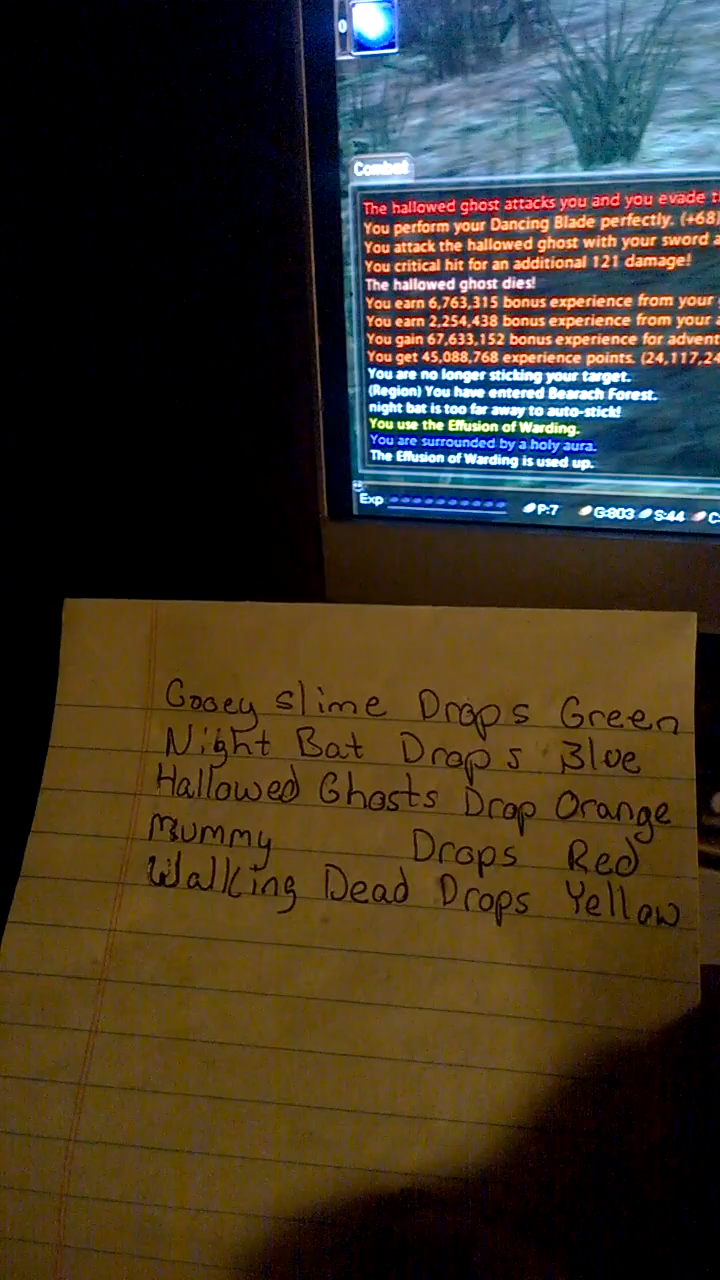 0
Combat
The hallowed ghost attacks you and you evade
You perform your Dancing Blade perfectly. (+68)
You attack the hallowed ghost with your sword
You critical hit for an additional 121 damage!
The hallowed ghost dies!
You earn 6,763,315 bonus experience from your
You earn 2,254,438 bonus experience from your
You gain 67,633,152 bonus experience for advent
You get 45,088,768 experience points. (24,117,24
You are no longer sticking your target.
(Region) You have entered Bearach Forest.
night bat is too far away to auto-stick!
You use the Effusion of Warding.
You are surrounded by a holy aura.
The Effusion of Warding is used up.
Exp P:7 G:803 S:44 C:
Gooey slime Drops Green
Night Bat Drops Blue
Hallowed Ghosts Drop Orange
Mummy Drops Red
Walking Dead Drops Yellow